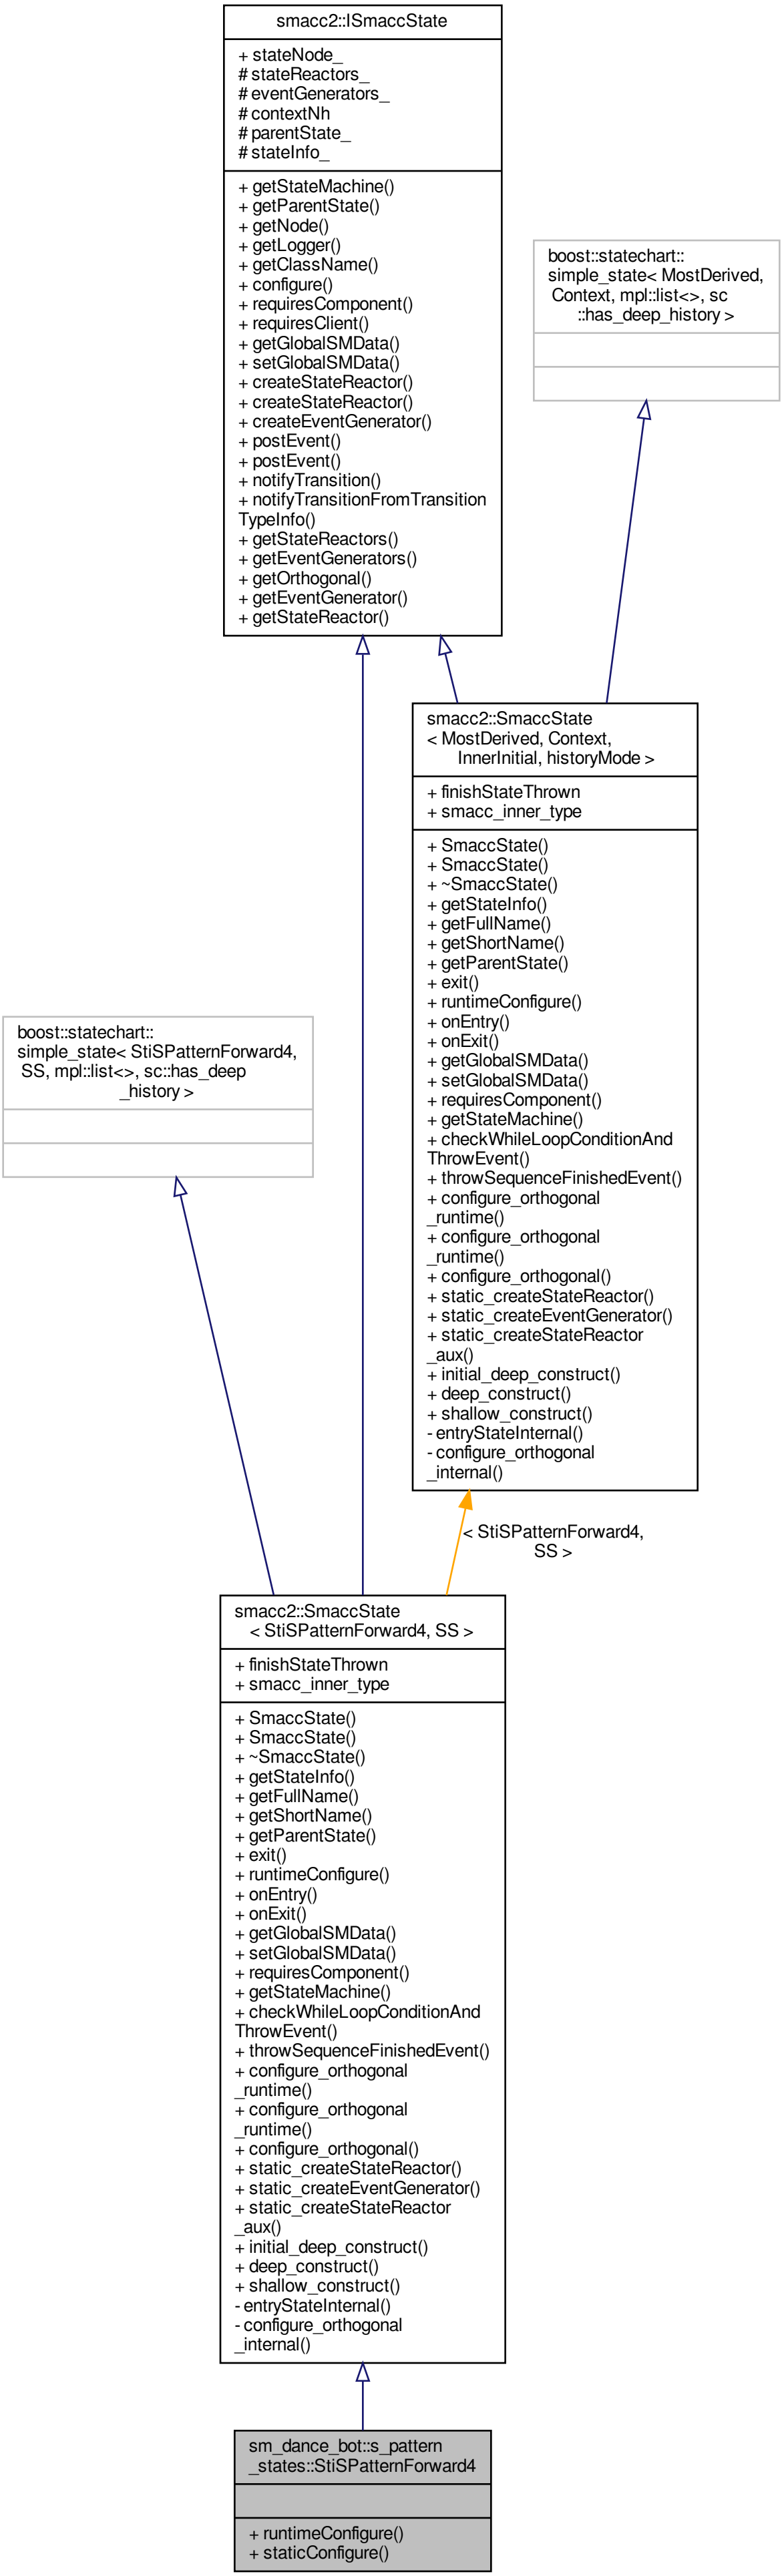 smacc2::ISmaccState
+ stateNode_
# stateReactors_
# eventGenerators_
# contextNh
# parentState_
# stateInfo_
+ getStateMachine()
+ getParentState()
+ getNode()
+ getLogger()
+ getClassName()
+ configure()
+ requiresComponent()
+ requiresClient()
+ getGlobalSMData()
+ setGlobalSMData()
+ createStateReactor()
+ createStateReactor()
+ createEventGenerator()
+ postEvent()
+ postEvent()
+ notifyTransition()
+ notifyTransitionFromTransition
TypeInfo()
+ getStateReactors()
+ getEventGenerators()
+ getOrthogonal()
+ getEventGenerator()
+ getStateReactor()
boost::statechart::
simple_state< MostDerived,
Context, mpl::list<>, sc
::has_deep_history >
smacc2::SmaccState
< MostDerived, Context,
InnerInitial, historyMode >
+ finishStateThrown
+ smacc_inner_type
+ SmaccState()
+ SmaccState()
+ ~SmaccState()
+ getStateInfo()
+ getFullName()
+ getShortName()
+ getParentState()
+ exit()
+ runtimeConfigure()
+ onEntry()
+ onExit()
+ getGlobalSMData()
+ setGlobalSMData()
+ requiresComponent()
+ getStateMachine()
+ checkWhileLoopConditionAnd
ThrowEvent()
+ throwSequenceFinishedEvent()
+ configure_orthogonal
_runtime()
+ configure_orthogonal
_runtime()
+ configure_orthogonal()
+ static_createStateReactor()
+ static_createEventGenerator()
+ static_createStateReactor
_aux()
+ initial_deep_construct()
+ deep_construct()
+ shallow_construct()
- entryStateInternal()
- configure_orthogonal
_internal()
boost::statechart::
simple_state< StiSPatternForward4,
SS, mpl::list<>, sc::has_deep
_history >
< StiSPatternForward4,
SS >
smacc2::SmaccState
< StiSPatternForward4, SS >
+ finishStateThrown
+ smacc_inner_type
+ SmaccState()
+ SmaccState()
+ ~SmaccState()
+ getStateInfo()
+ getFullName()
+ getShortName()
+ getParentState()
+ exit()
+ runtimeConfigure()
+ onEntry()
+ onExit()
+ getGlobalSMData()
+ setGlobalSMData()
+ requiresComponent()
+ getStateMachine()
+ checkWhileLoopConditionAnd
ThrowEvent()
+ throwSequenceFinishedEvent()
+ configure_orthogonal
_runtime()
+ configure_orthogonal
_runtime()
+ configure_orthogonal()
+ static_createStateReactor()
+ static_createEventGenerator()
+ static_createStateReactor
_aux()
+ initial_deep_construct()
+ deep_construct()
+ shallow_construct()
- entryStateInternal()
- configure_orthogonal
_internal()
sm_dance_bot::s_pattern
_states::StiSPatternForward4
+ runtimeConfigure()
+ staticConfigure()